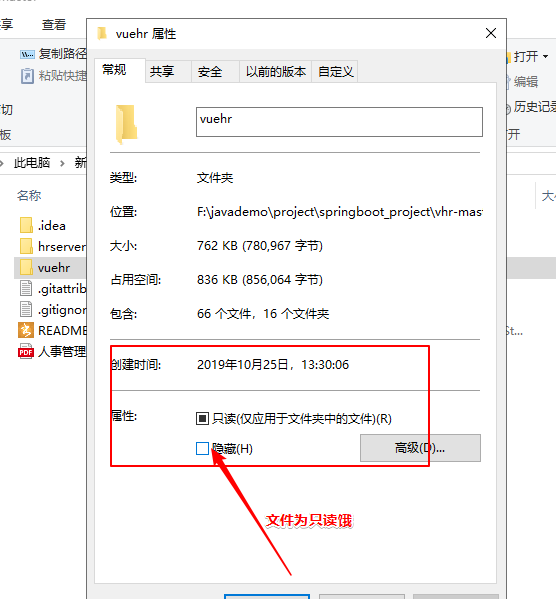 享 查看
vuehr 属性
复制路径
粘贴快捷
切
板
打开
编辑
历史记录
开
常规 共享 安全 以前的版本 自定义
vuehr
此电脑 新
名称
大小
.idea
hrserver
vuehr
.gitattrib
.gitignor
README
人事管理
PDF
St...
类型: 文件夹
位置: F:\javademo\project\springboot_project\vhr-mas
大小: 762 KB (780,967 字节)
占用空间: 836 KB (856,064 字节)
包含: 66 个文件，16 个文件夹
创建时间: 2019年10月25日，13:30:06
属性: 只读(仅应用于文件夹中的文件)(R)
隐藏(H)
高级(D)...
文件为只读饿